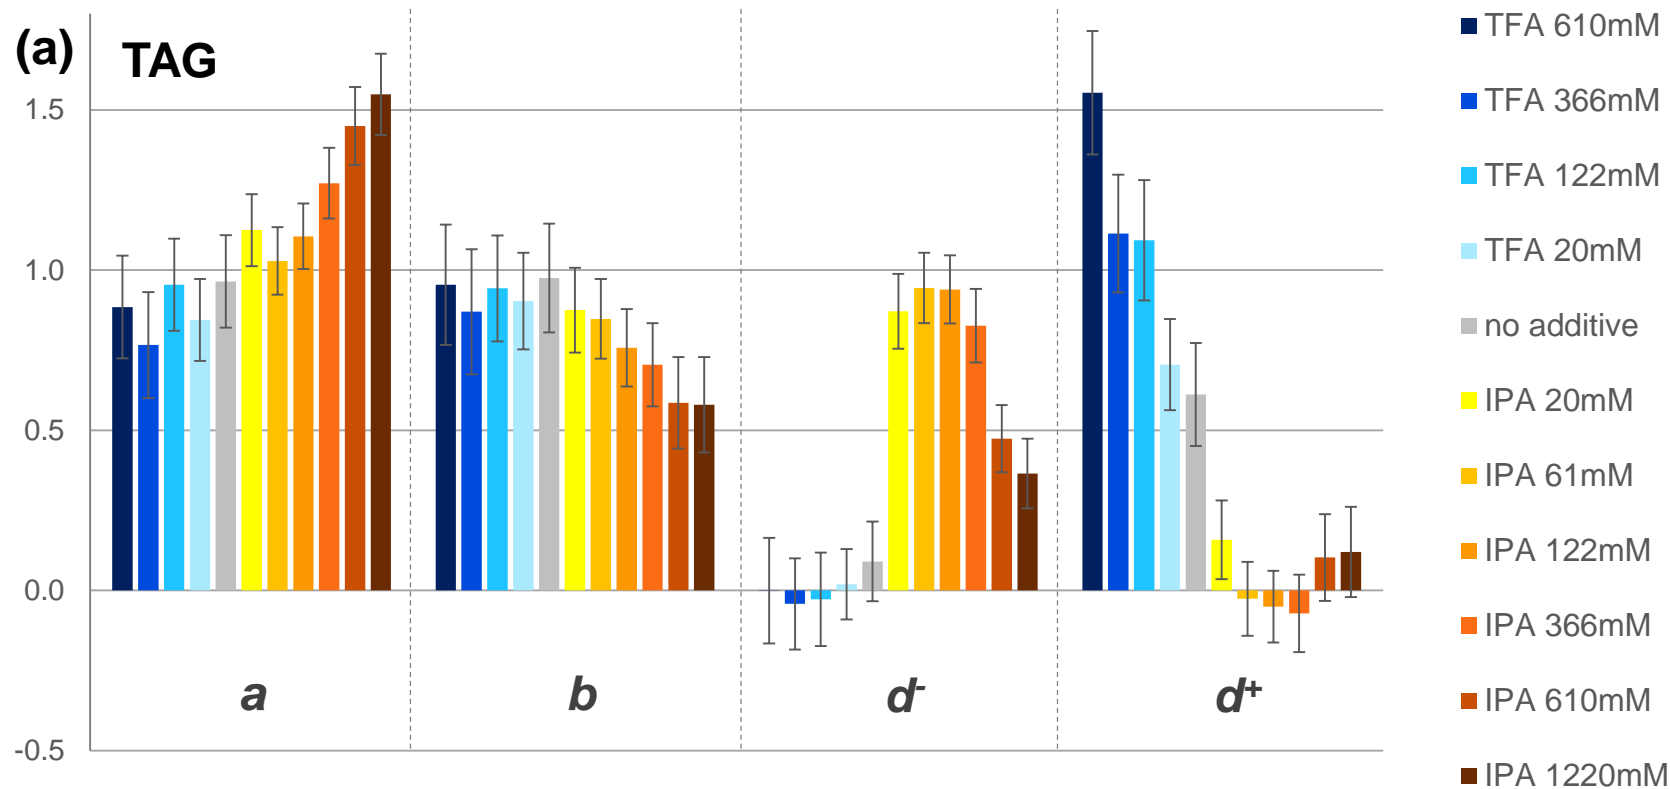 (a) TAG
1.5
1.0
0.5
0.0
-0.5
a b d- d+
TFA 610mM
TFA 366mM
TFA 122mM
TFA 20mM
no additive
IPA 20mM
IPA 61mM
IPA 122mM
IPA 366mM
IPA 610mM
IPA 1220mM